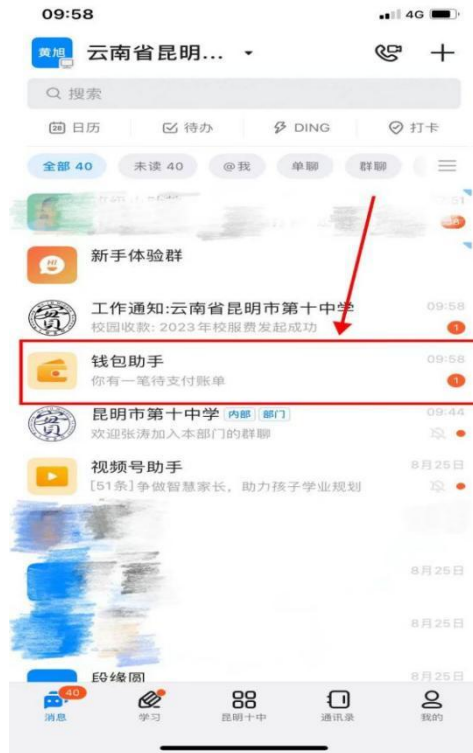 09:58
4G
黄旭
云南省昆明...
搜索
日历
待办
DING
打卡
全部 40
未读 40
@我
单聊
群聊
新手体验群
工作通知:云南省昆明市第十中学
09:58
校园收款: 2023年校服费发起成功
1
钱包助手
09:58
你有一笔待支付账单
1
昆明市第十中学 内部 部门
09:44
欢迎张涛加入本部门的群聊
视频号助手
8月25日
[51条]争做智慧家长，助力孩子学业规划
8月25日
8月25日
段缘圆
8月25日
40
消息
学习
昆明十中
通讯录
我的